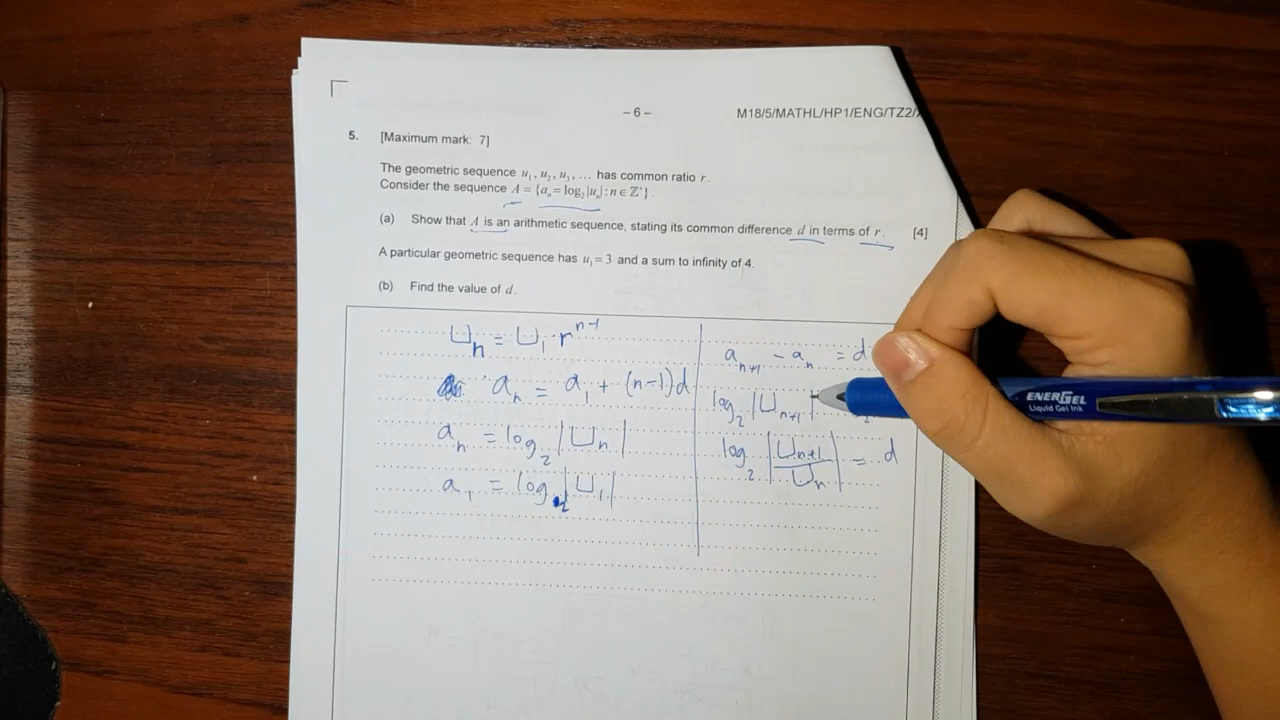 – 6 –
M18/5/MATHL/HP1/ENG/TZ2/
5. [Maximum mark: 7]
The geometric sequence u₁, u₂, u₃, … has common ratio r.
Consider the sequence A = {aₙ = log₂|uₙ| : n ∈ ℤ⁺}.
(a) Show that A is an arithmetic sequence, stating its common difference d in terms of r. [4]
A particular geometric sequence has u₁ = 3 and a sum to infinity of 4.
(b) Find the value of d.
Uₙ = U₁ · rⁿ⁻¹
aₙ = a₁ + (n-1)d
aₙ = log₂ |Uₙ|
a₁ = log₂ |U₁|
aₙ₊₁ - aₙ = d
log₂ |Uₙ₊₁|
log₂ |Uₙ₊₁/Uₙ| = d
ENERGEL
Liquid Gel Ink